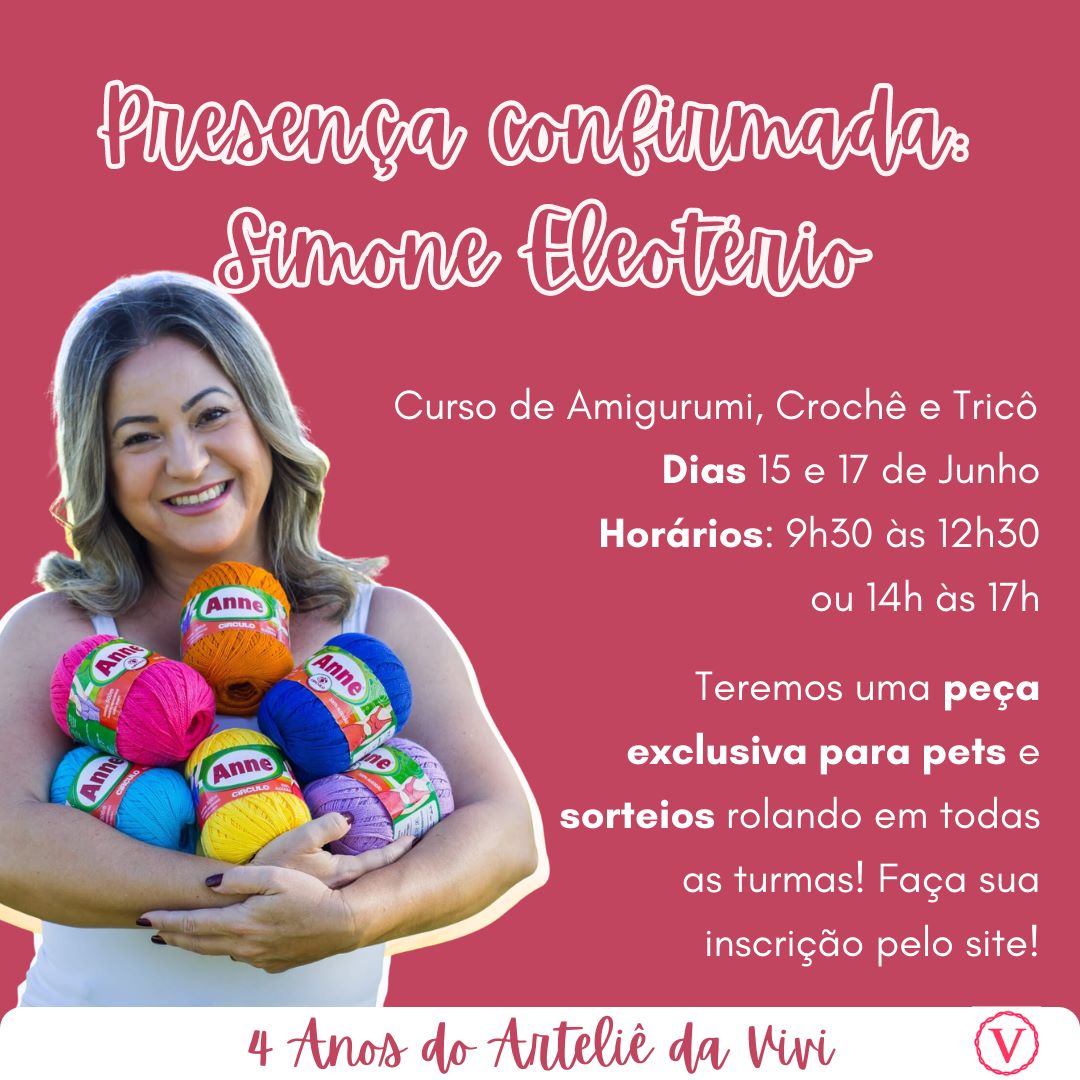 Presença confirmada:
Simone Eleotério
Curso de Amigurumi, Crochê e Tricô
Dias 15 e 17 de Junho
Horários: 9h30 às 12h30
ou 14h às 17h
Teremos uma peça
exclusiva para pets e
sorteios rolando em todas
as turmas! Faça sua
inscrição pelo site!
Anne
CÍRCULO
Anne
Anne
Anne
Anne
CÍRCULO
Anne
4 Anos do Arteliê da Vivi
V